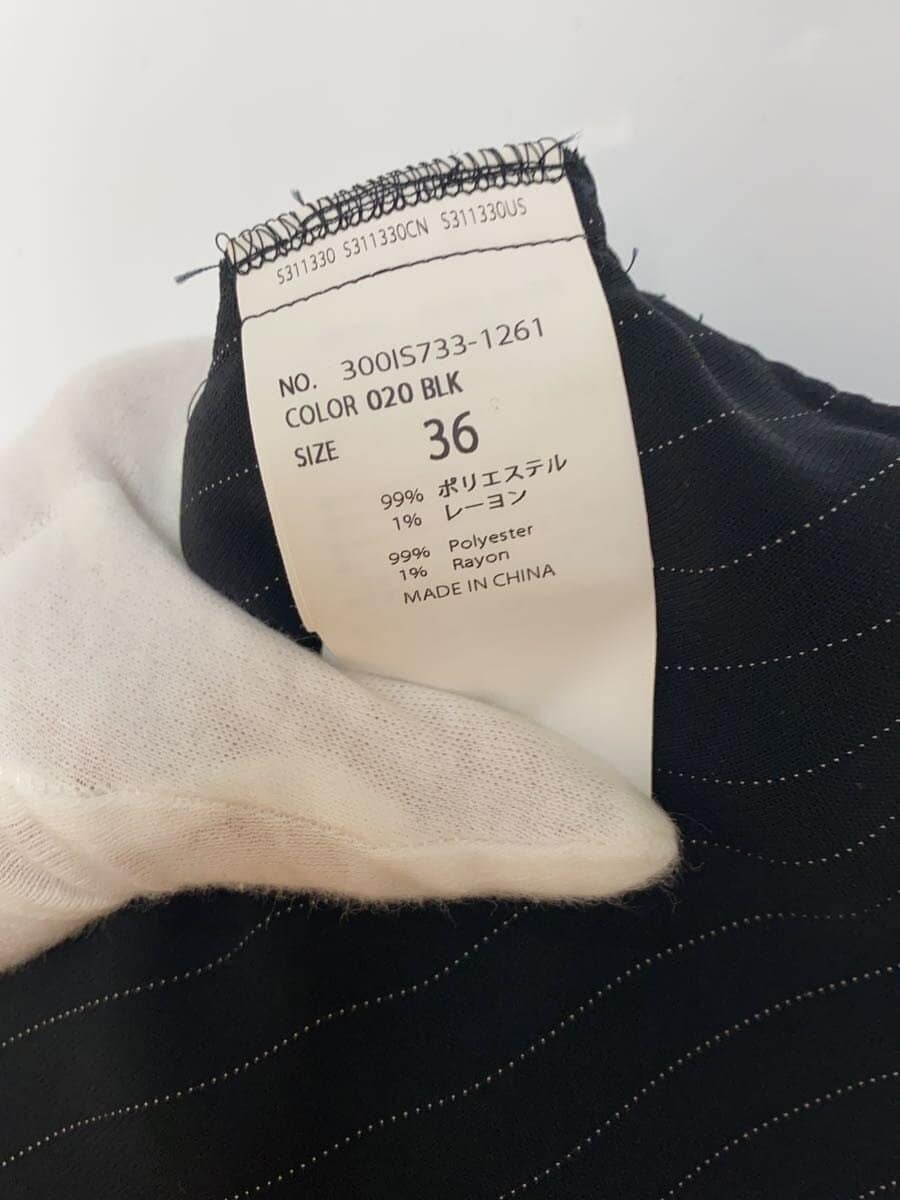 S311330 S311330CN S311330US
NO. 300IS733-1261
COLOR 020 BLK
SIZE 36
99% ポリエステル
1% レーヨン
99% Polyester
1% Rayon
MADE IN CHINA